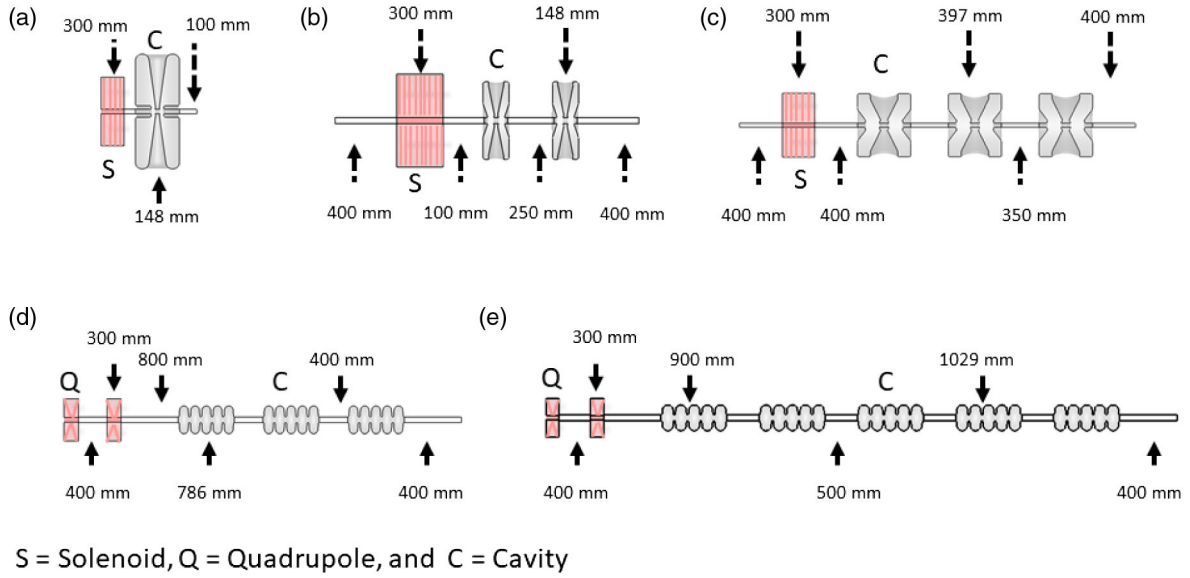 (a)
300 mm
100 mm
C
S
148 mm
(b)
300 mm
148 mm
C
S
400 mm
100 mm
250 mm
400 mm
(c)
300 mm
397 mm
400 mm
C
S
400 mm
400 mm
350 mm
(d)
300 mm
800 mm
400 mm
Q
C
400 mm
786 mm
400 mm
(e)
300 mm
900 mm
1029 mm
Q
C
400 mm
500 mm
400 mm
S = Solenoid, Q = Quadrupole, and C = Cavity